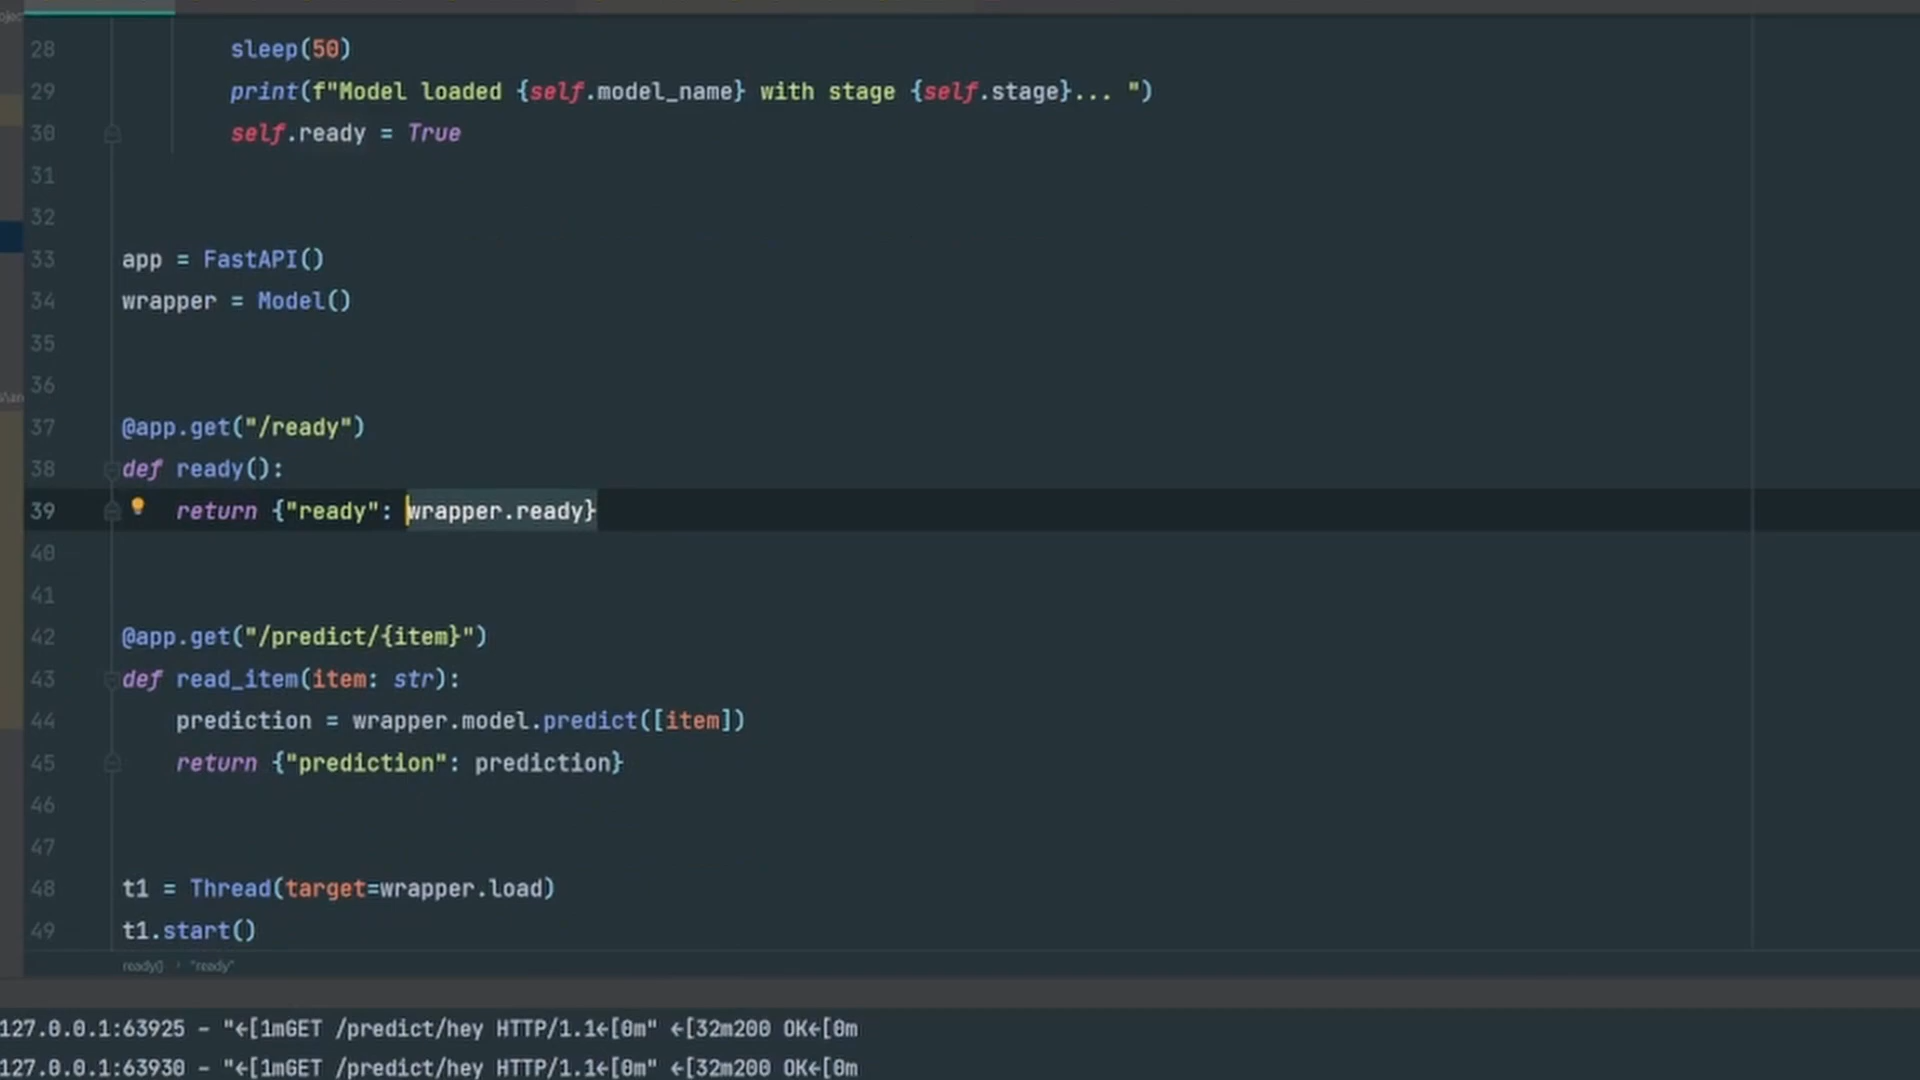 28 sleep(50)
29 print(f"Model loaded {self.model_name} with stage {self.stage}... ")
30 self.ready = True
31
32
33 app = FastAPI()
34 wrapper = Model()
35
36
37 @app.get("/ready")
38 def ready():
39 return {"ready": wrapper.ready}
40
41
42 @app.get("/predict/{item}")
43 def read_item(item: str):
44 prediction = wrapper.model.predict([item])
45 return {"prediction": prediction}
46
47
48 t1 = Thread(target=wrapper.load)
49 t1.start()
ready() › "ready"
127.0.0.1:63925 - "←[1mGET /predict/hey HTTP/1.1←[0m" ←[32m200 OK←[0m
127.0.0.1:63930 - "←[1mGET /predict/hey HTTP/1.1←[0m" ←[32m200 OK←[0m